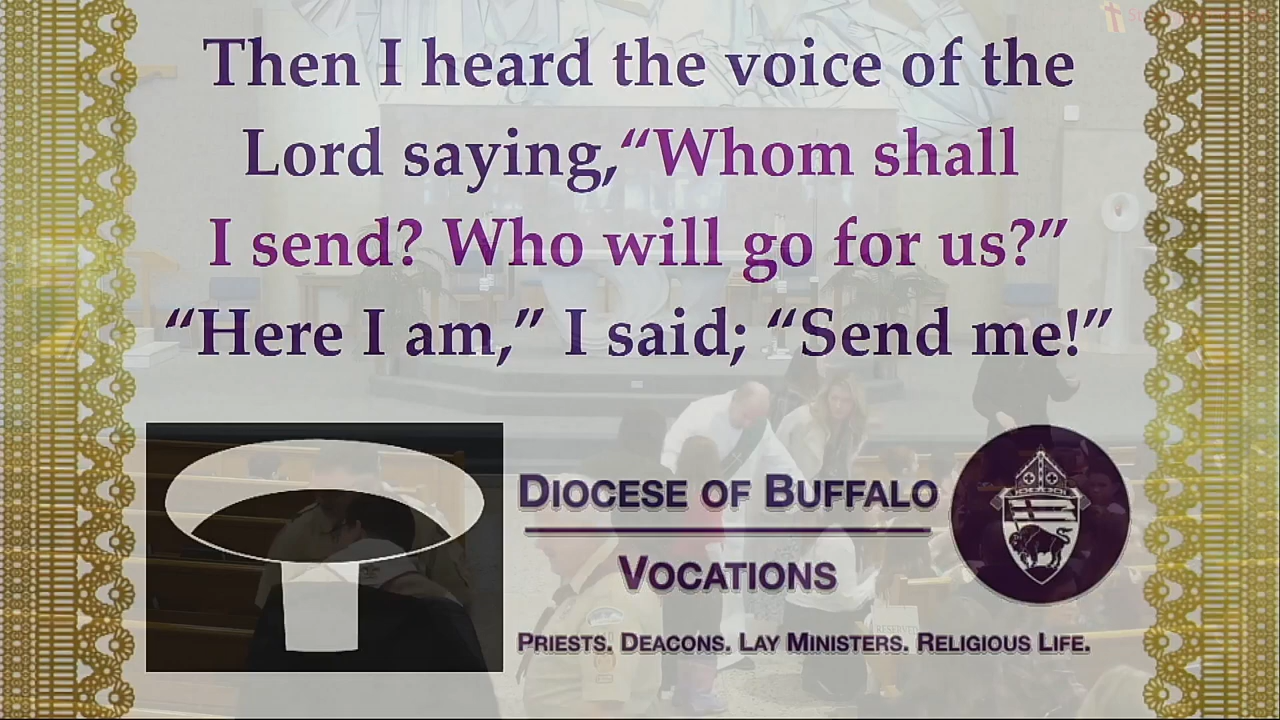 Then I heard the voice of the
Lord saying,“Whom shall
I send? Who will go for us?”
“Here I am,” I said; “Send me!”
DIOCESE OF BUFFALO
VOCATIONS
PRIESTS. DEACONS. LAY MINISTERS. RELIGIOUS LIFE.
RESERVED